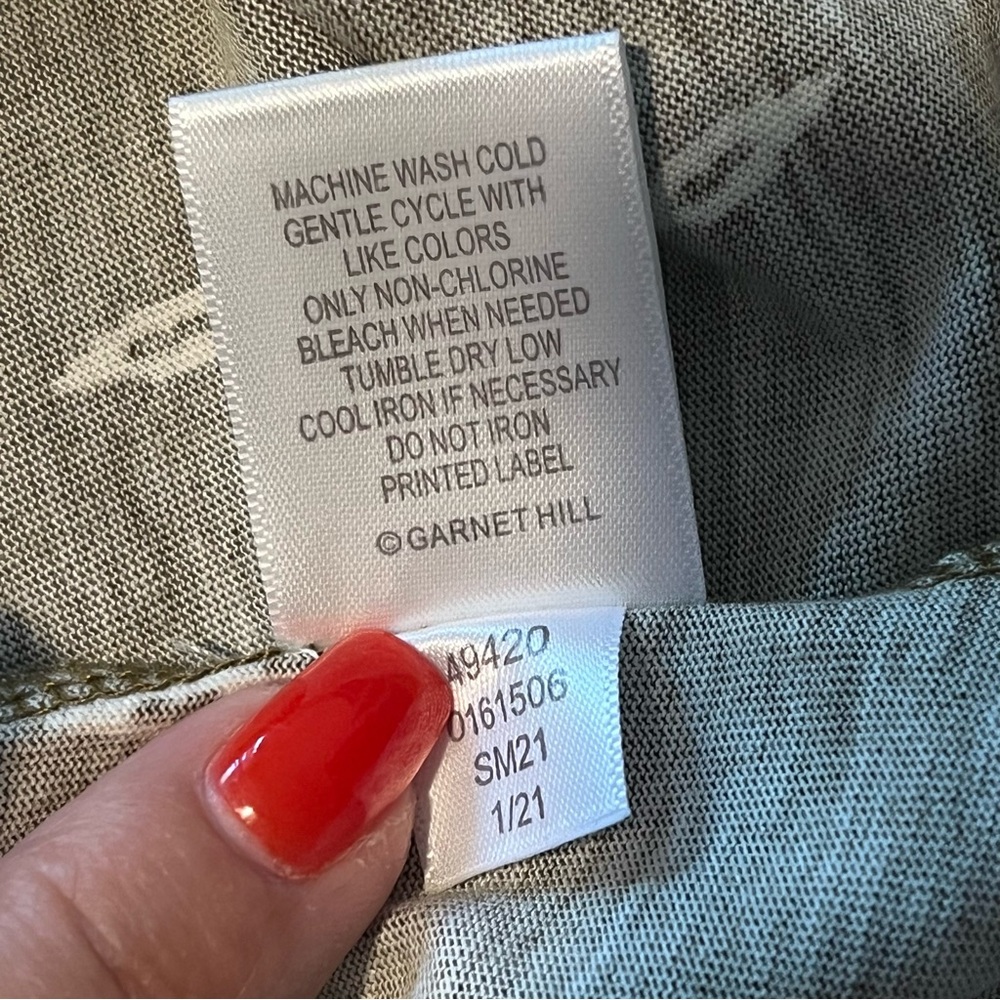 MACHINE WASH COLD
GENTLE CYCLE WITH
LIKE COLORS
ONLY NON-CHLORINE
BLEACH WHEN NEEDED
TUMBLE DRY LOW
COOL IRON IF NECESSARY
DO NOT IRON
PRINTED LABEL
© GARNET HILL
49420
0161506
SM21
1/21